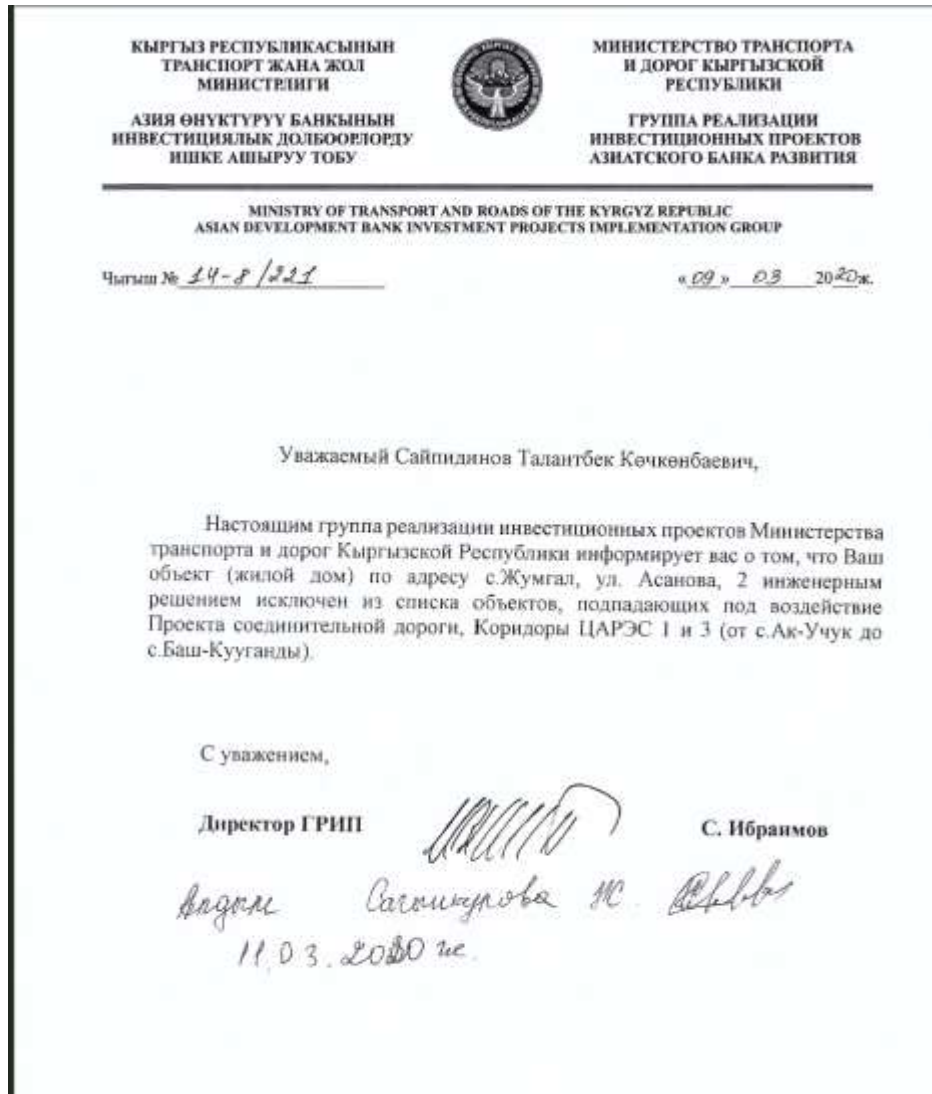 КЫРГЫЗ РЕСПУБЛИКАСЫНЫН
ТРАНСПОРТ ЖАНА ЖОЛ
МИНИСТРЛИГИ
АЗИЯ ӨНҮКТҮРҮҮ БАНКЫНЫН
ИНВЕСТИЦИЯЛЫК ДОЛБООРЛОРДУ
ИШКЕ АШЫРУУ ТОБУ
МИНИСТЕРСТВО ТРАНСПОРТА
И ДОРОГ КЫРГЫЗСКОЙ
РЕСПУБЛИКИ
ГРУППА РЕАЛИЗАЦИИ
ИНВЕСТИЦИОННЫХ ПРОЕКТОВ
АЗИАТСКОГО БАНКА РАЗВИТИЯ
MINISTRY OF TRANSPORT AND ROADS OF THE KYRGYZ REPUBLIC
ASIAN DEVELOPMENT BANK INVESTMENT PROJECTS IMPLEMENTATION GROUP
Чыгыш № 14-8/221
«09» 03 2020ж.
Уважаемый Сайпидинов Талантбек Көчкөнбаевич,
Настоящим группа реализации инвестиционных проектов Министерства
транспорта и дорог Кыргызской Республики информирует вас о том, что Ваш
объект (жилой дом) по адресу с.Жумгал, ул. Асанова, 2 инженерным
решением исключен из списка объектов, подпадающих под воздействие
Проекта соединительной дороги, Коридоры ЦАРЭС 1 и 3 (от с.Ак-Учук до
с.Баш-Кууганды).
С уважением,
Директор ГРИП
С. Ибраимов
Алдым
11.03.2020 ж.